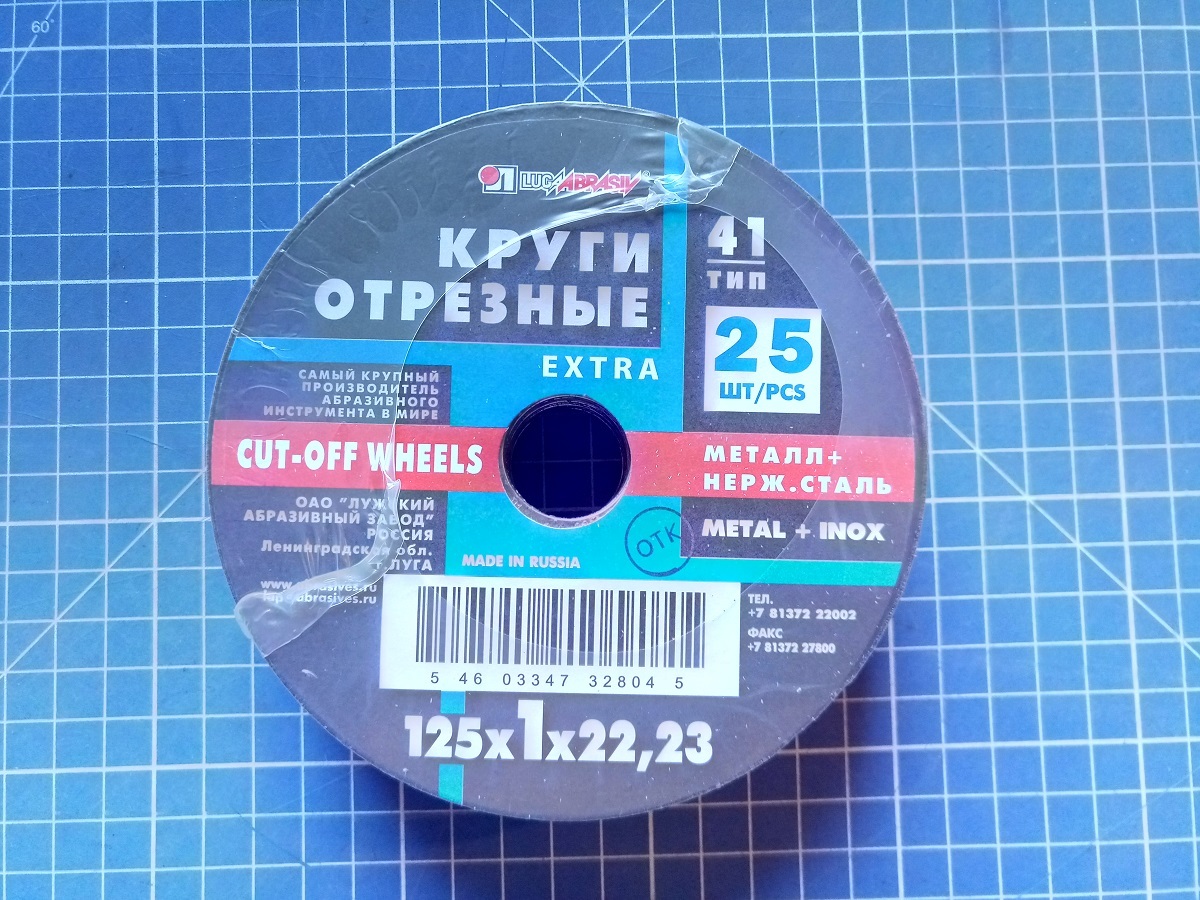 60°
LUGAABRASIV®
КРУГИ
ОТРЕЗНЫЕ
EXTRA
41
ТИП
25
ШТ/PCS
САМЫЙ КРУПНЫЙ
ПРОИЗВОДИТЕЛЬ
АБРАЗИВНОГО
ИНСТРУМЕНТА В МИРЕ
CUT-OFF WHEELS
МЕТАЛЛ+
НЕРЖ.СТАЛЬ
METAL + INOX
ОАО "ЛУЖСКИЙ
АБРАЗИВНЫЙ ЗАВОД"
РОССИЯ
Ленинградская обл.
г. ЛУГА
www.abrasives.ru
abrasives.ru
MADE IN RUSSIA
ОТК
ТЕЛ.
+7 81372 22002
ФАКС
+7 81372 27800
5 46 03347 32804 5
125x1x22,23